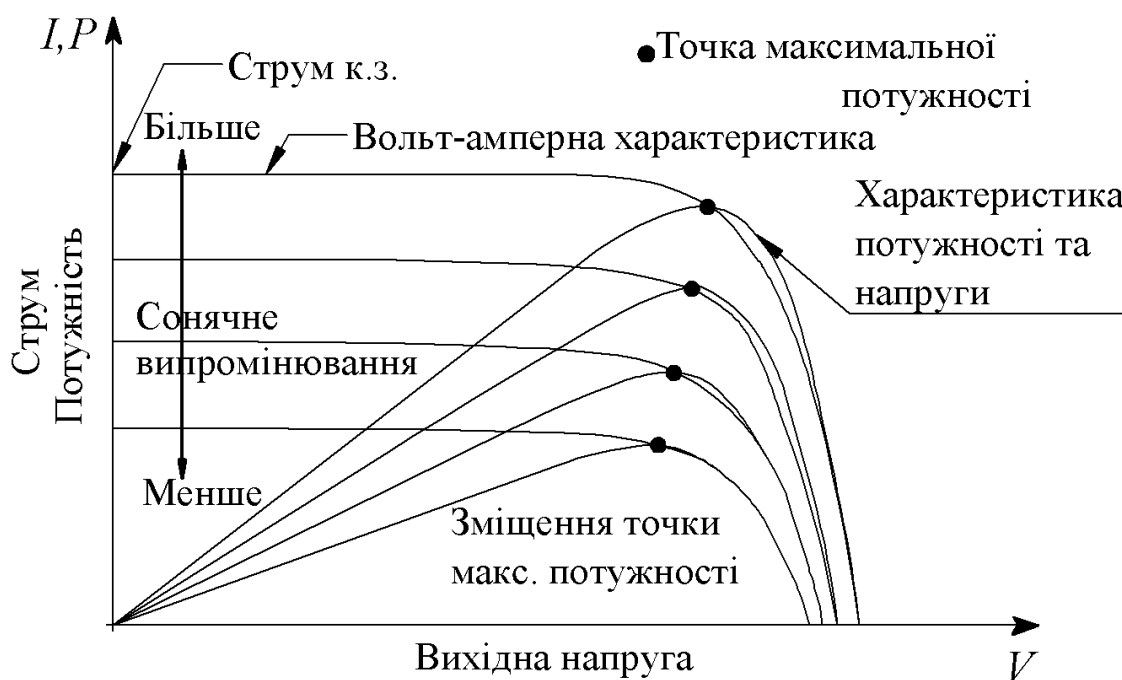 I,P
Точка максимальної
потужності
Струм к.з.
Більше
Вольт-амперна характеристика
Характеристика
потужності та
напруги
Струм
Потужність
Сонячне
випромінювання
Менше
Зміщення точки
макс. потужності
Вихідна напруга
V